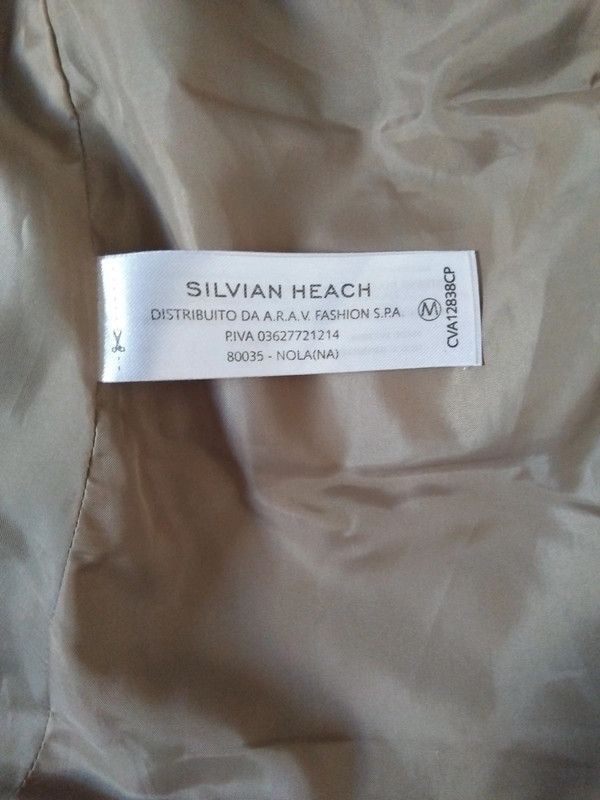 SILVIAN HEACH
DISTRIBUITO DA A.R.A.V. FASHION S.P.A.
P.IVA 03627721214
80035 - NOLA(NA)
M
CVA12838CP